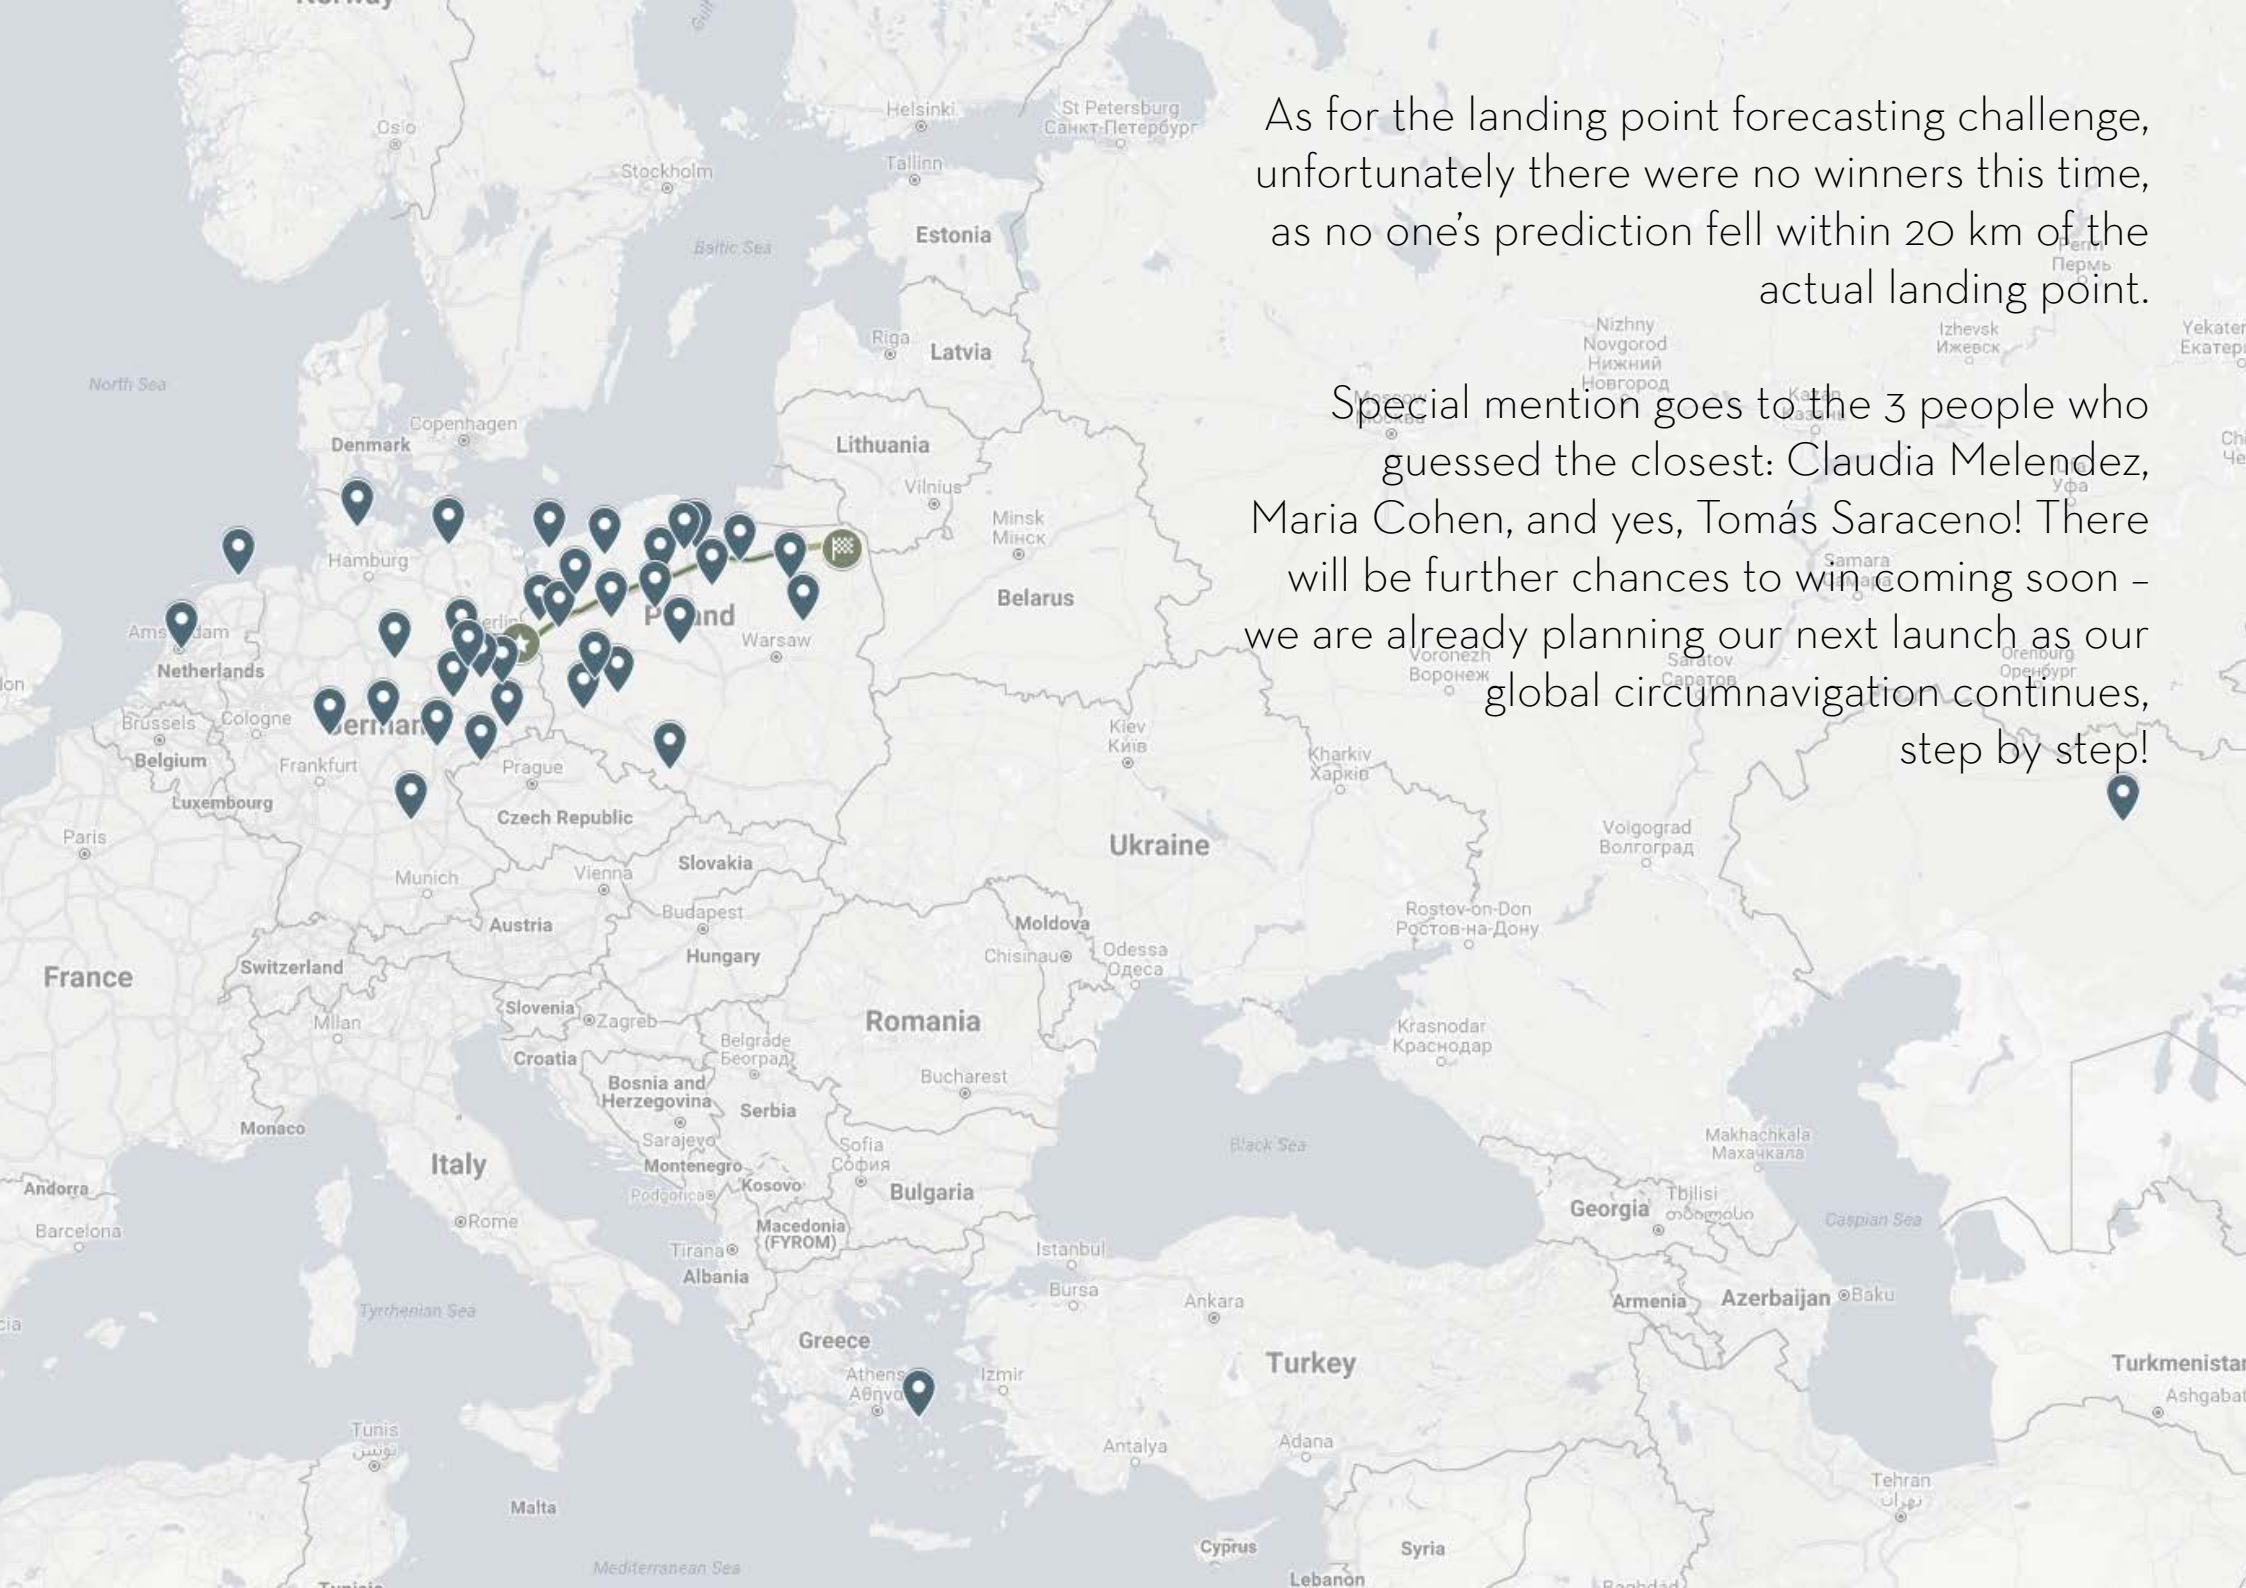 Helsinki
St Petersburg
Санкт-Петербург
Oslo
Tallinn
Stockholm
Estonia
Baltic Sea
As for the landing point forecasting challenge,
unfortunately there were no winners this time,
as no one's prediction fell within 20 km of the
actual landing point.
Special mention goes to the 3 people who
guessed the closest: Claudia Melendez,
Maria Cohen, and yes, Tomás Saraceno! There
will be further chances to win coming soon –
we are already planning our next launch as our
global circumnavigation continues,
step by step!
Perm
Пермь
Nizhny
Novgorod
Нижний
Новгород
Izhevsk
Ижевск
Riga
Latvia
North Sea
Copenhagen
Denmark
Lithuania
Vilnius
Minsk
Мінск
Hamburg
Samara
Belarus
Warsaw
Netherlands
Voronezh
Воронеж
Saratov
Саратов
Orenburg
Оренбург
Brussels
Cologne
Belgium
Frankfurt
Prague
Kiev
Київ
Kharkiv
Харків
Luxembourg
Czech Republic
Paris
Volgograd
Волгоград
Ukraine
Slovakia
Munich
Vienna
Budapest
Austria
Moldova
Rostov-on-Don
Ростов-на-Дону
Hungary
Chisinau
Odessa
Одеса
France
Switzerland
Slovenia
Zagreb
Milan
Romania
Krasnodar
Краснодар
Belgrade
Београд
Croatia
Bosnia and
Herzegovina
Serbia
Bucharest
Monaco
Sarajevo
Sofia
София
Black Sea
Makhachkala
Махачкала
Italy
Montenegro
Kosovo
Podgorica
Bulgaria
Andorra
Barcelona
Rome
Macedonia
(FYROM)
Tirana
Albania
Istanbul
Georgia
Tbilisi
თბილისი
Caspian Sea
Bursa
Ankara
Armenia
Azerbaijan
Baku
Tyrrhenian Sea
Greece
Athens
Izmir
Turkey
Ashgabat
Tunis
تونس
Antalya
Adana
Tehran
تهران
Malta
Cyprus
Syria
Mediterranean Sea
Lebanon